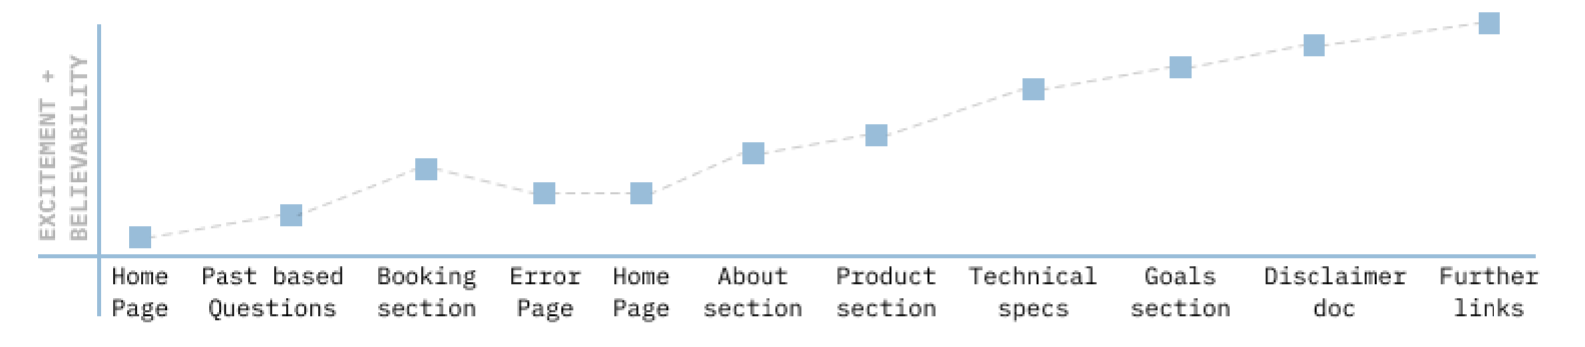 EXCITEMENT +
BELIEVABILITY
Home
Page
Past based
Questions
Booking
section
Error
Page
Home
Page
About
section
Product
section
Technical
specs
Goals
section
Disclaimer
doc
Further
links